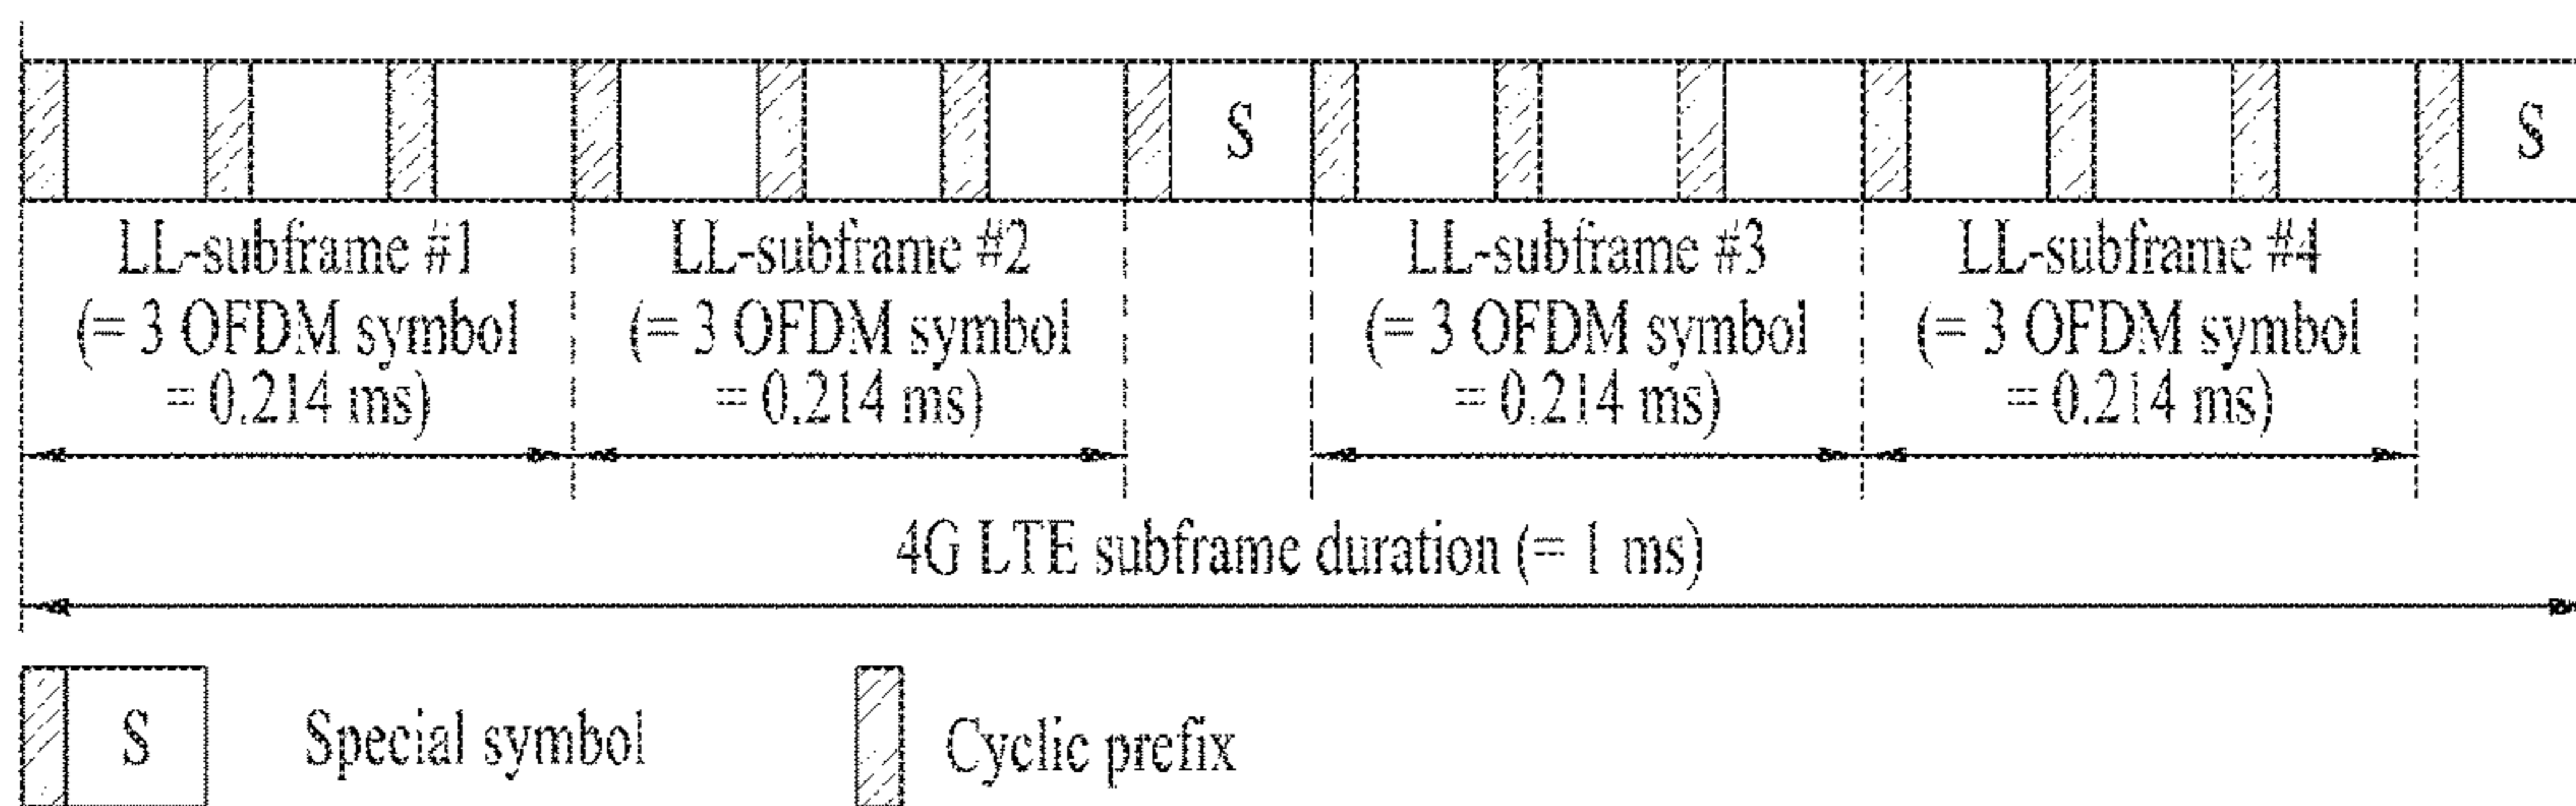 S S
LL-subframe #1 LL-subframe #2 LL-subframe #3 LL-subframe #4
(= 3 OFDM symbol (= 3 OFDM symbol (= 3 OFDM symbol (= 3 OFDM symbol
= 0.214 ms) = 0.214 ms) = 0.214 ms) = 0.214 ms)
4G LTE subframe duration (= 1 ms)
S Special symbol Cyclic prefix